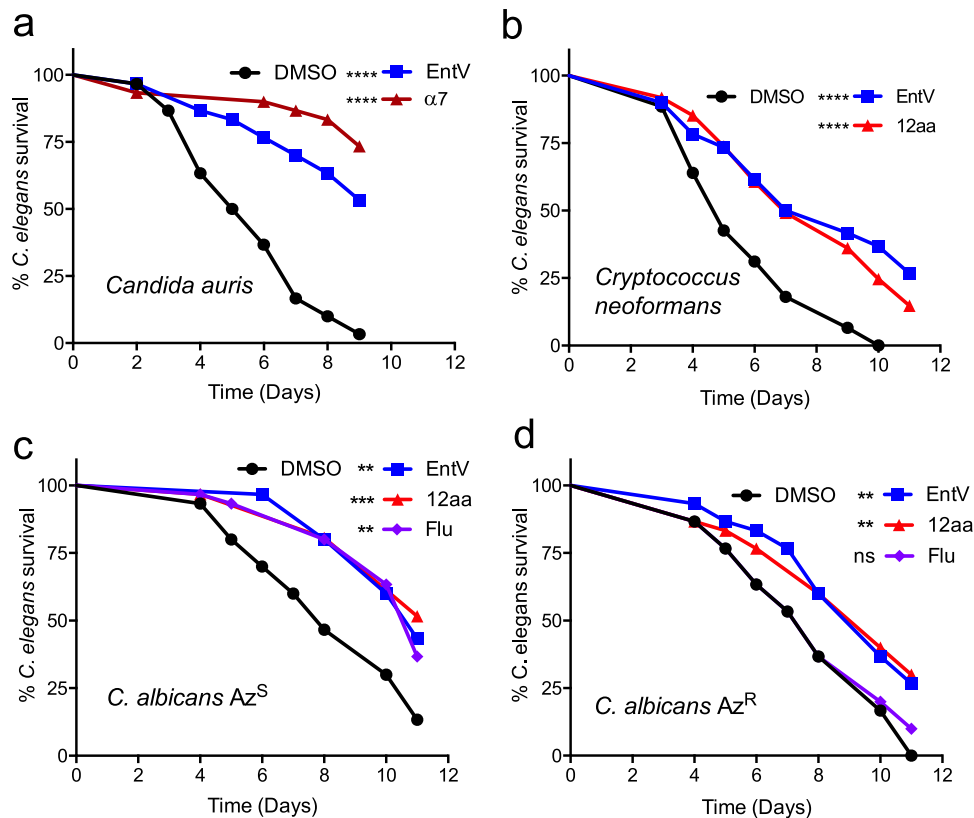 a
DMSO **** EntV
**** α7
100
75
50
25
0
% C. elegans survival
Candida auris
0 2 4 6 8 10 12
Time (Days)
b
DMSO **** EntV
**** 12aa
100
75
50
25
0
% C. elegans survival
Cryptococcus
neoformans
0 2 4 6 8 10 12
Time (Days)
c
DMSO ** EntV
*** 12aa
** Flu
100
75
50
25
0
% C. elegans survival
C. albicans Az^S
0 2 4 6 8 10 12
Time (Days)
d
DMSO ** EntV
** 12aa
ns Flu
100
75
50
25
0
% C. elegans survival
C. albicans Az^R
0 2 4 6 8 10 12
Time (Days)